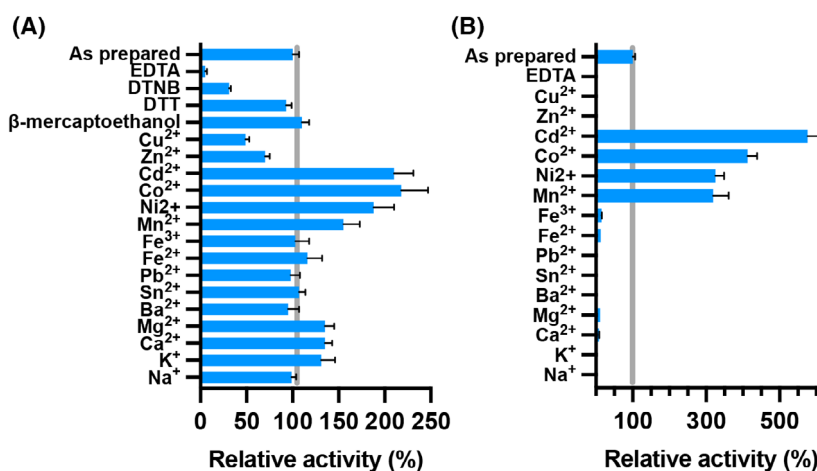 (A)
As prepared
EDTA
DTNB
DTT
β-mercaptoethanol
Cu²⁺
Zn²⁺
Cd²⁺
Co²⁺
Ni2+
Mn²⁺
Fe³⁺
Fe²⁺
Pb²⁺
Sn²⁺
Ba²⁺
Mg²⁺
Ca²⁺
K⁺
Na⁺
0 50 100 150 200 250
Relative activity (%)
(B)
As prepared
EDTA
Cu²⁺
Zn²⁺
Cd²⁺
Co²⁺
Ni2+
Mn²⁺
Fe³⁺
Fe²⁺
Pb²⁺
Sn²⁺
Ba²⁺
Mg²⁺
Ca²⁺
K⁺
Na⁺
100 300 500
Relative activity (%)